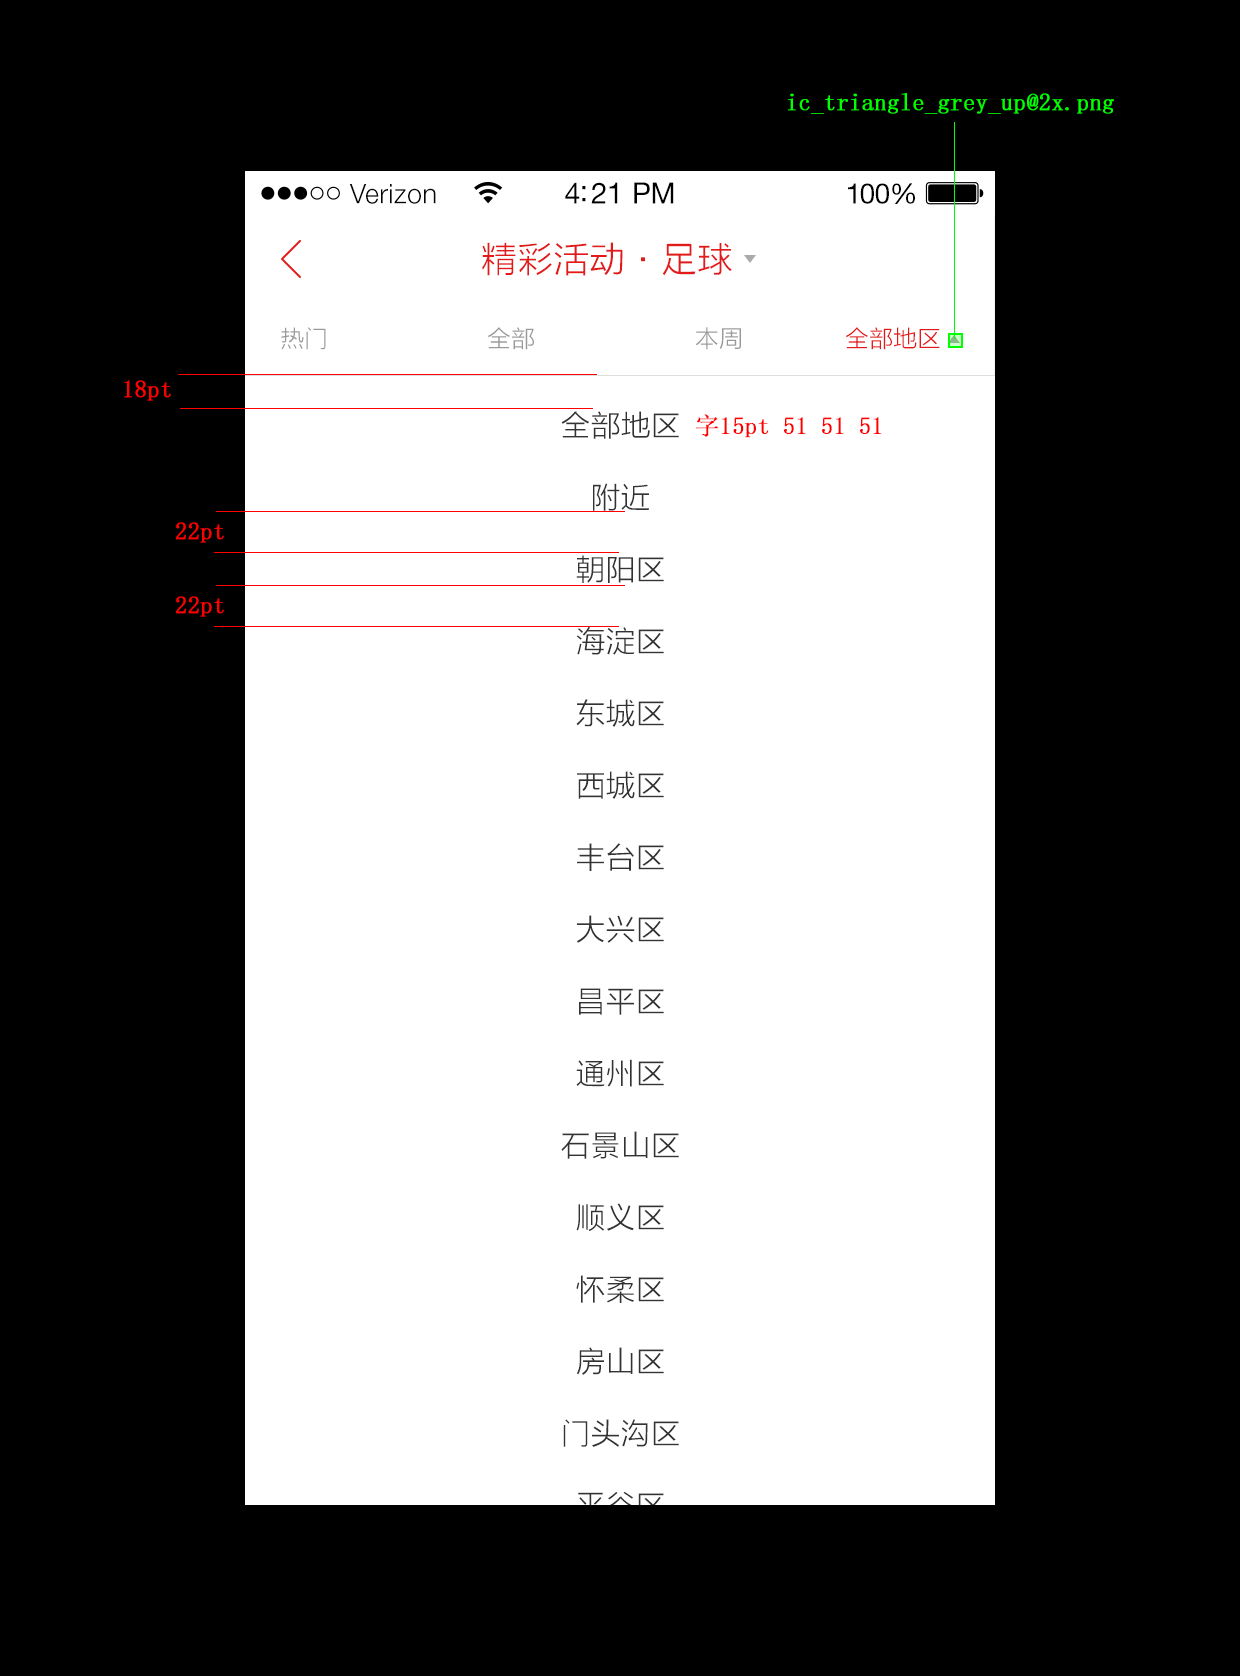 ic_triangle_grey_up@2x.png
Verizon 4:21 PM 100%
精彩活动 · 足球
热门 全部 本周 全部地区
18pt
全部地区 字15pt 51 51 51
附近
22pt
朝阳区
22pt
海淀区
东城区
西城区
丰台区
大兴区
昌平区
通州区
石景山区
顺义区
怀柔区
房山区
门头沟区
平谷区